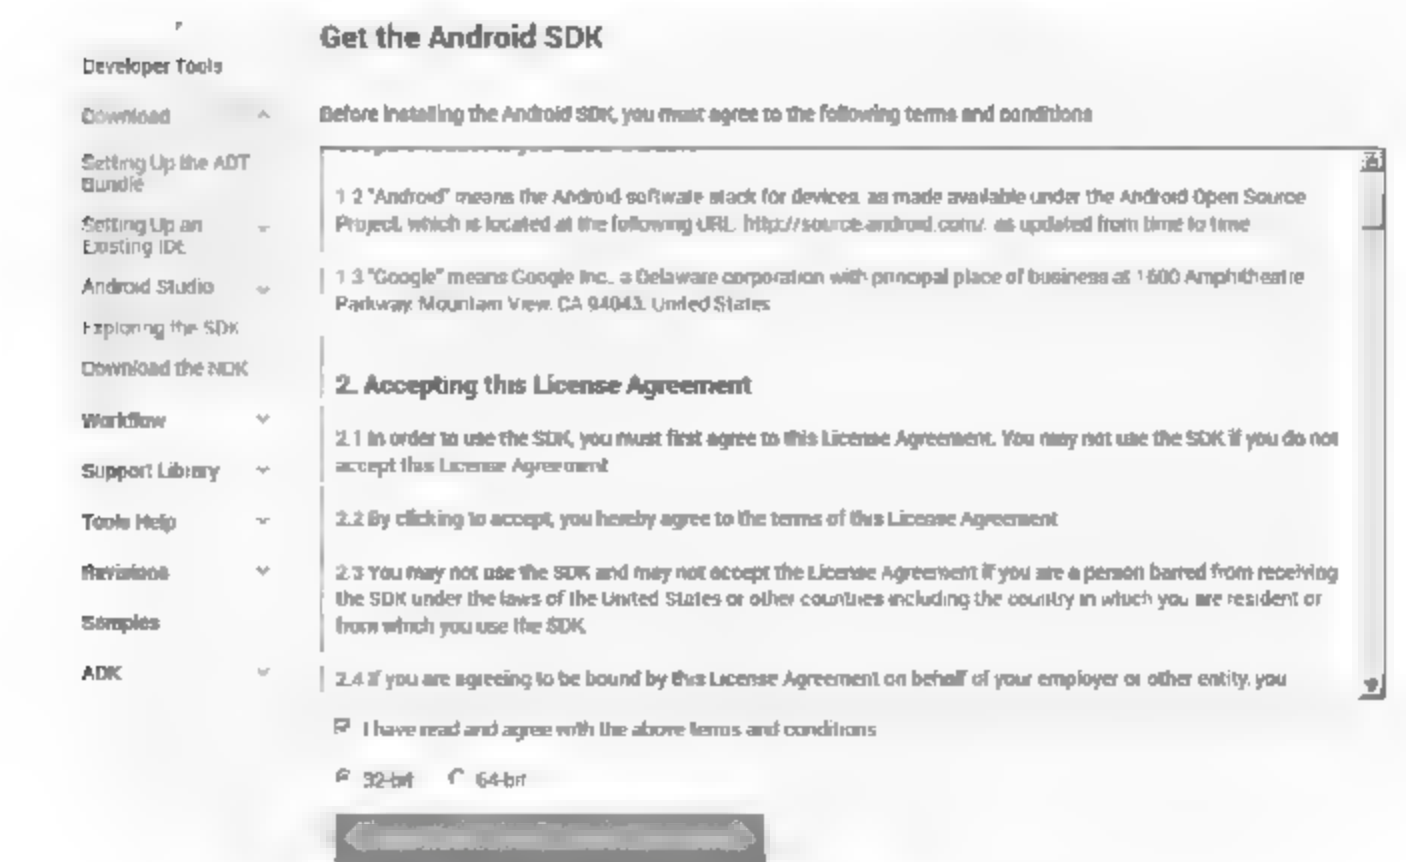 Get the Android SDK
Developer Tools
Download
Setting Up the ADT
Bundle
Setting Up an
Existing IDE
Android Studio
Exploring the SDK
Download the NDK
Workflow
Support Library
Tools Help
Revisions
Samples
ADK
Before installing the Android SDK, you must agree to the following terms and conditions
1.2 "Android" means the Android software stack for devices, as made available under the Android Open Source
Project, which is located at the following URL: http://source.android.com/, as updated from time to time
1.3 "Google" means Google Inc., a Delaware corporation with principal place of business at 1600 Amphitheatre
Parkway, Mountain View, CA 94043, United States
2. Accepting this License Agreement
2.1 In order to use the SDK, you must first agree to this License Agreement. You may not use the SDK if you do not
accept this License Agreement
2.2 By clicking to accept, you hereby agree to the terms of this License Agreement
2.3 You may not use the SDK and may not accept the License Agreement if you are a person barred from receiving
the SDK under the laws of the United States or other countries including the country in which you are resident or
from which you use the SDK
2.4 If you are agreeing to be bound by this License Agreement on behalf of your employer or other entity, you
I have read and agree with the above terms and conditions
32-bit 64-bit